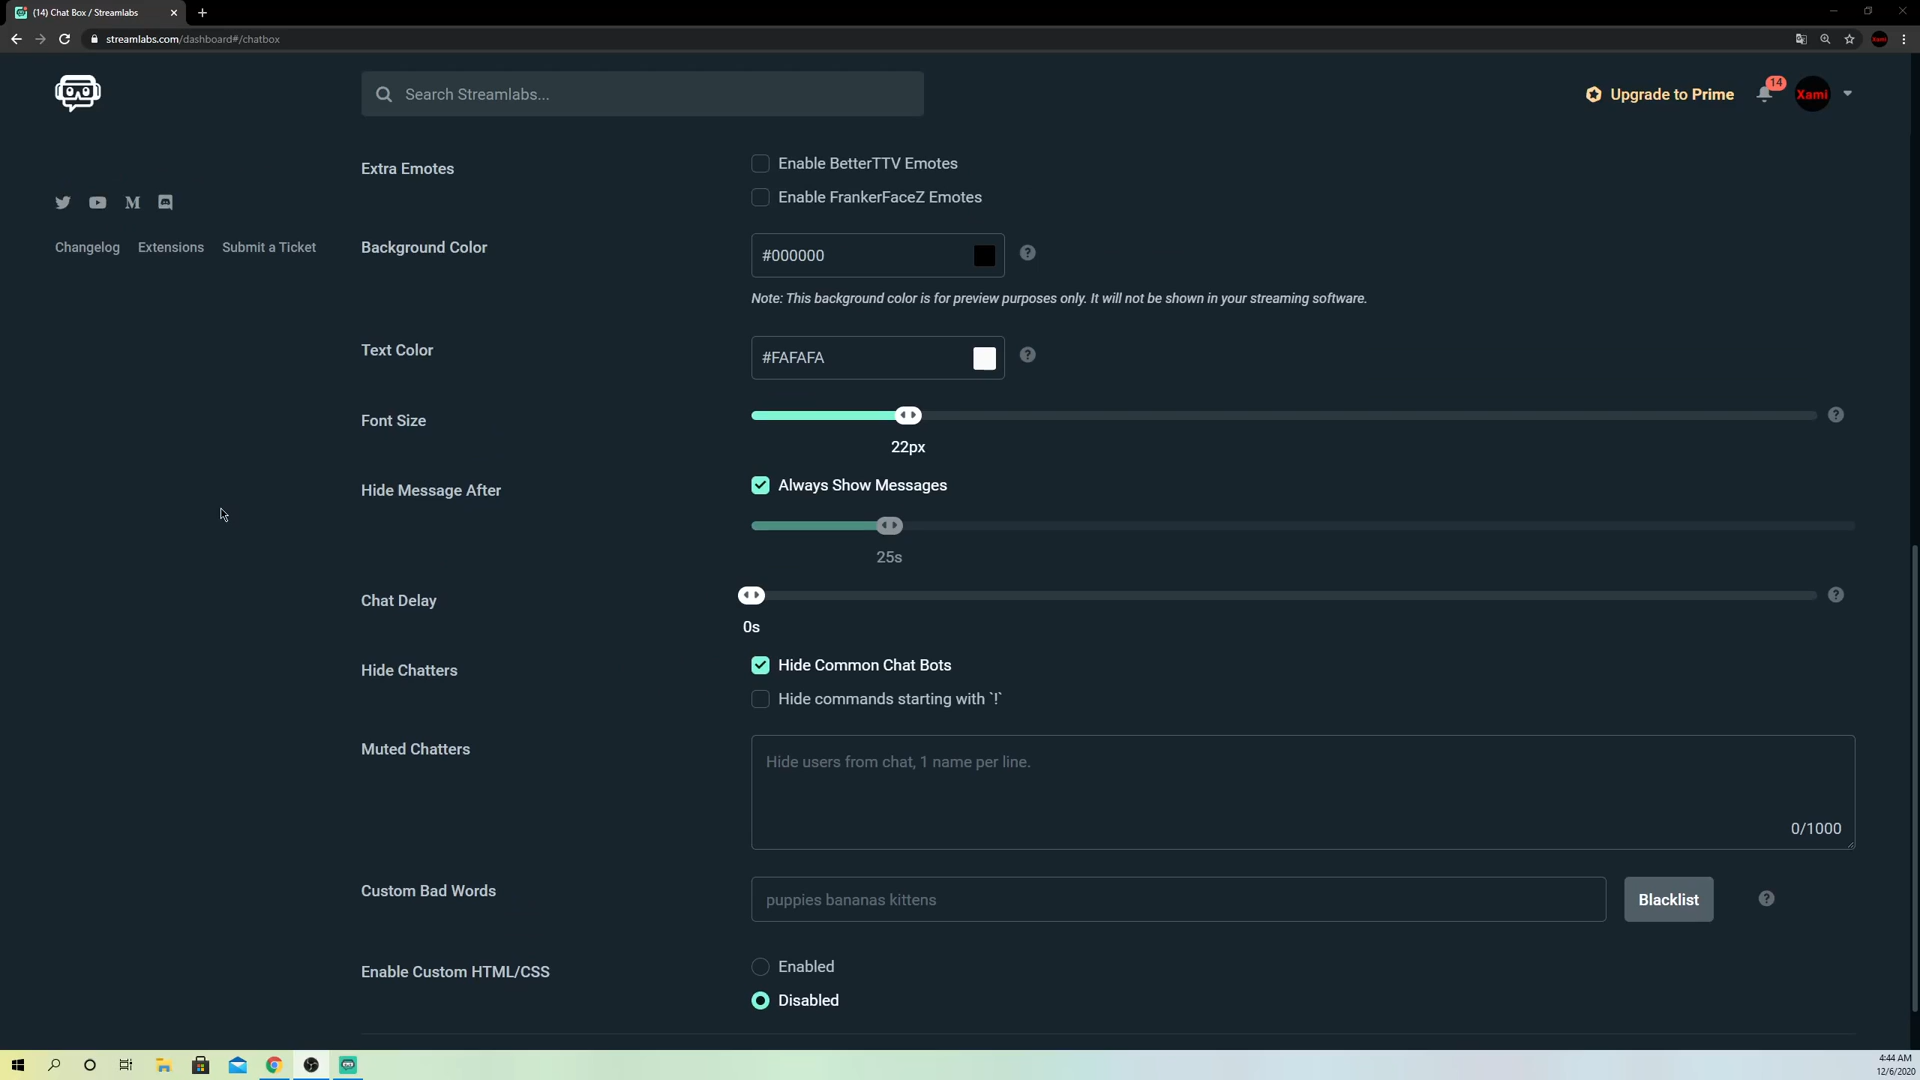 (14) Chat Box / Streamlabs
streamlabs.com/dashboard#/chatbox
Search Streamlabs...
Upgrade to Prime
14
Xami
Extra Emotes
Enable BetterTTV Emotes
Enable FrankerFaceZ Emotes
Changelog Extensions Submit a Ticket
Background Color
#000000
Note: This background color is for preview purposes only. It will not be shown in your streaming software.
Text Color
#FAFAFA
Font Size
22px
Hide Message After
Always Show Messages
25s
Chat Delay
0s
Hide Chatters
Hide Common Chat Bots
Hide commands starting with `!`
Muted Chatters
Hide users from chat, 1 name per line.
0/1000
Custom Bad Words
puppies bananas kittens
Blacklist
Enable Custom HTML/CSS
Enabled
Disabled
4:44 AM
12/6/2020